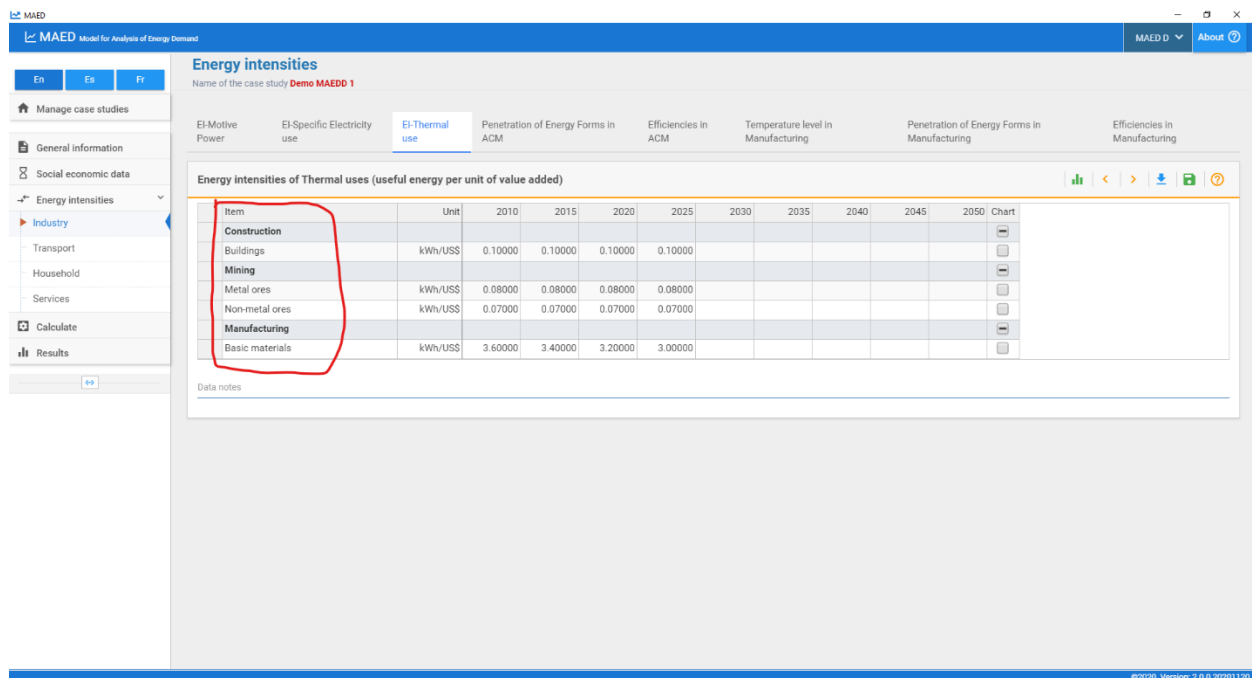 MAED
MAED Model for Analysis of Energy Demand MAED D About
En Es Fr
Manage case studies
General information
Social economic data
Energy intensities
Industry
Transport
Household
Services
Calculate
Results
Energy intensities
Name of the case study Demo MAEDD 1
EI-Motive Power EI-Specific Electricity use EI-Thermal use Penetration of Energy Forms in ACM Efficiencies in ACM Temperature level in Manufacturing Penetration of Energy Forms in Manufacturing Efficiencies in Manufacturing
Energy intensities of Thermal uses (useful energy per unit of value added)
Item Unit 2010 2015 2020 2025 2030 2035 2040 2045 2050 Chart
Construction
Buildings kWh/US$ 0.10000 0.10000 0.10000 0.10000
Mining
Metal ores kWh/US$ 0.08000 0.08000 0.08000 0.08000
Non-metal ores kWh/US$ 0.07000 0.07000 0.07000 0.07000
Manufacturing
Basic materials kWh/US$ 3.60000 3.40000 3.20000 3.00000
Data notes
©2020. Version: 2.0.0.20201120